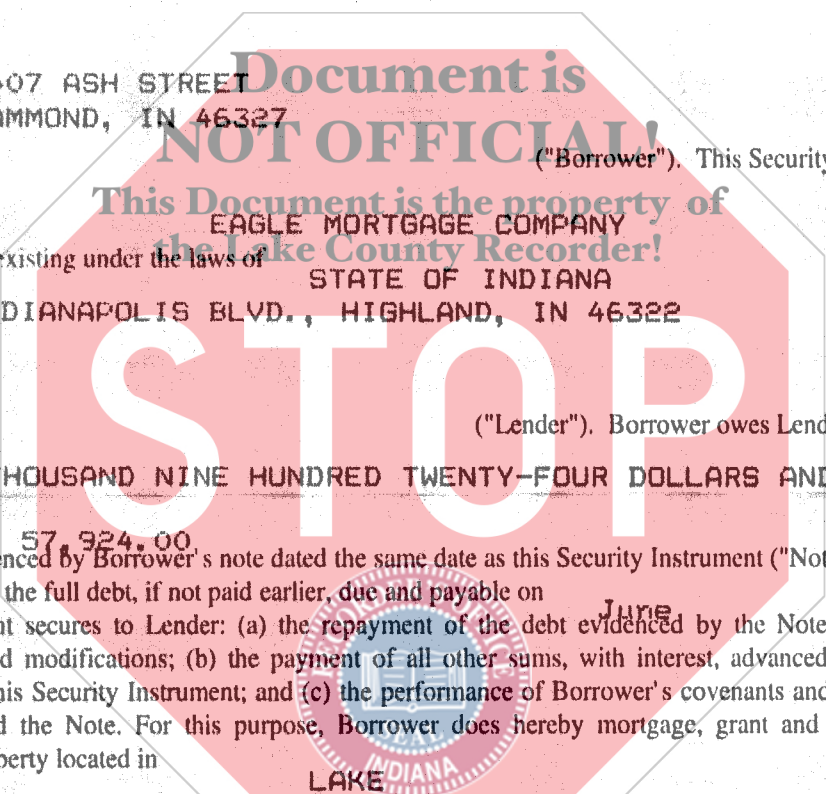 07 ASH STREET
Document is
AMMOND, IN 46327
NOT OFFICIAL!
("Borrower"). This Security
This Document is the property of
EAGLE MORTGAGE COMPANY
the Lake County Recorder!
existing under the laws of
STATE OF INDIANA
DIANAPOLIS BLVD., HIGHLAND, IN 46322
STOP
("Lender"). Borrower owes Lend
HOUSAND NINE HUNDRED TWENTY-FOUR DOLLARS AND
57,924.00
enced by Borrower's note dated the same date as this Security Instrument ("Not
the full debt, if not paid earlier, due and payable on
June
nt secures to Lender: (a) the repayment of the debt evidenced by the Note
d modifications; (b) the payment of all other sums, with interest, advanced
his Security Instrument; and (c) the performance of Borrower's covenants and
d the Note. For this purpose, Borrower does hereby mortgage, grant and
perty located in
LAKE
SEAL
INDIANA